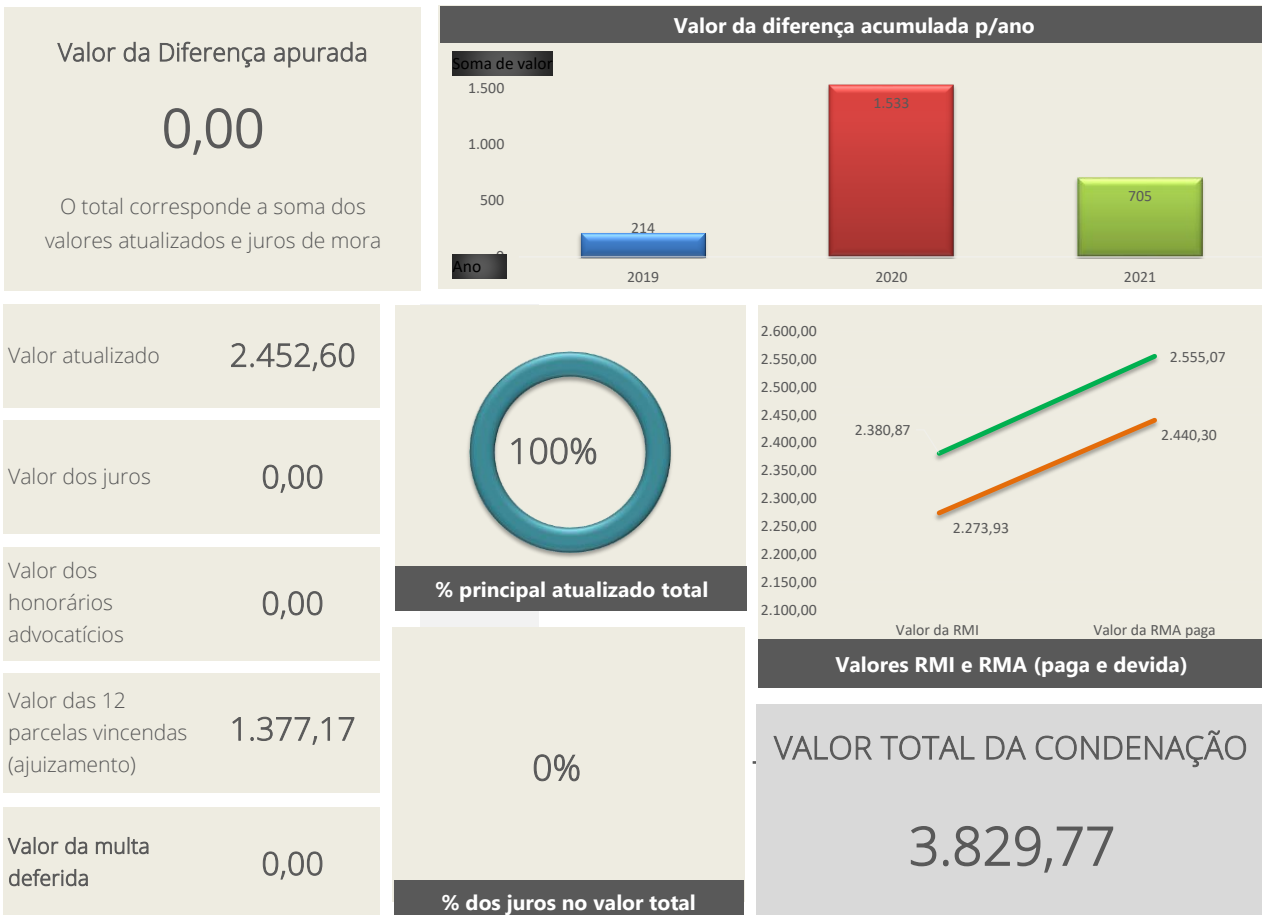 Valor da Diferença apurada
0,00
O total corresponde a soma dos
valores atualizados e juros de mora
Valor da diferença acumulada p/ano
Soma de valor
1.500
1.000
500
0
214
1.533
705
Ano
2019
2020
2021
Valor atualizado
2.452,60
Valor dos juros
0,00
Valor dos
honorários
advocatícios
0,00
Valor das 12
parcelas vincendas
(ajuizamento)
1.377,17
Valor da multa
deferida
0,00
100%
% principal atualizado total
0%
% dos juros no valor total
2.600,00
2.550,00
2.500,00
2.450,00
2.400,00
2.350,00
2.300,00
2.250,00
2.200,00
2.150,00
2.100,00
2.380,87
2.555,07
2.273,93
2.440,30
Valor da RMI
Valor da RMA paga
Valores RMI e RMA (paga e devida)
VALOR TOTAL DA CONDENAÇÃO
3.829,77